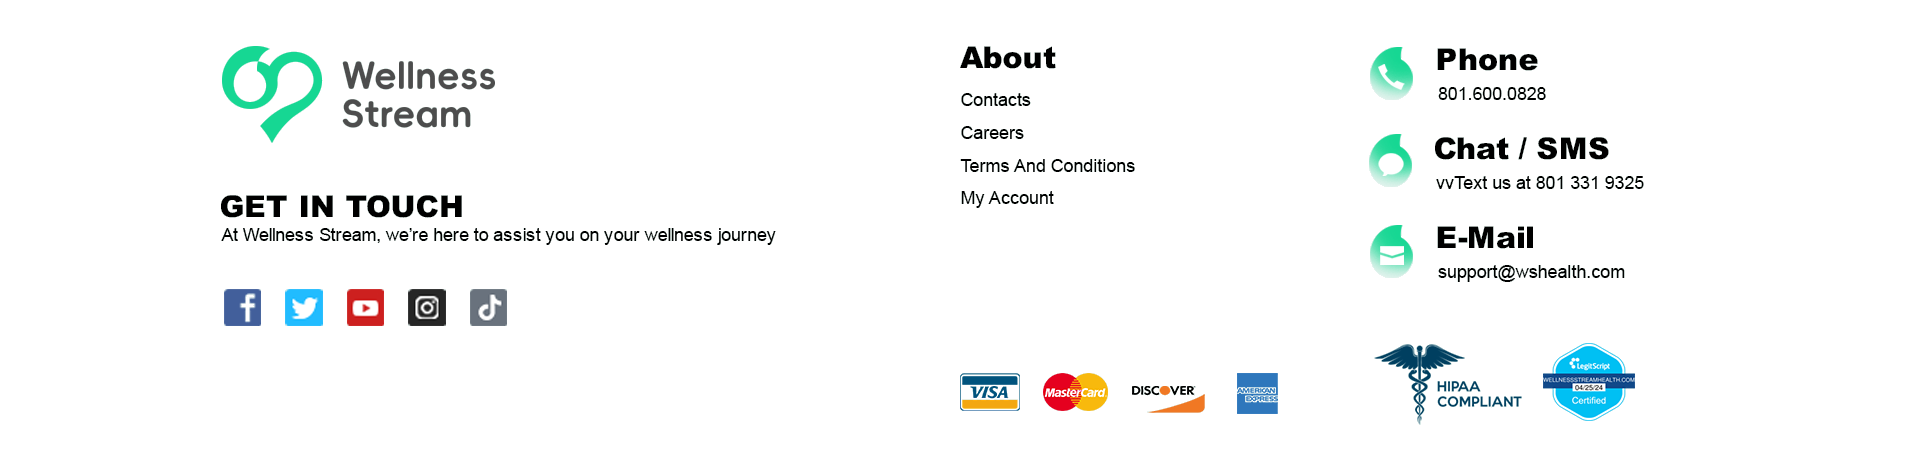 Wellness
Stream
GET IN TOUCH
At Wellness Stream, we're here to assist you on your wellness journey
About
Contacts
Careers
Terms And Conditions
My Account
VISA
MasterCard
DISCOVER
AMERICAN
EXPRESS
Phone
801.600.0828
Chat / SMS
vvText us at 801 331 9325
E-Mail
support@wshealth.com
HIPAA
COMPLIANT
LegitScript
WELLNESSSTREAMHEALTH.COM
04/25/24
Certified